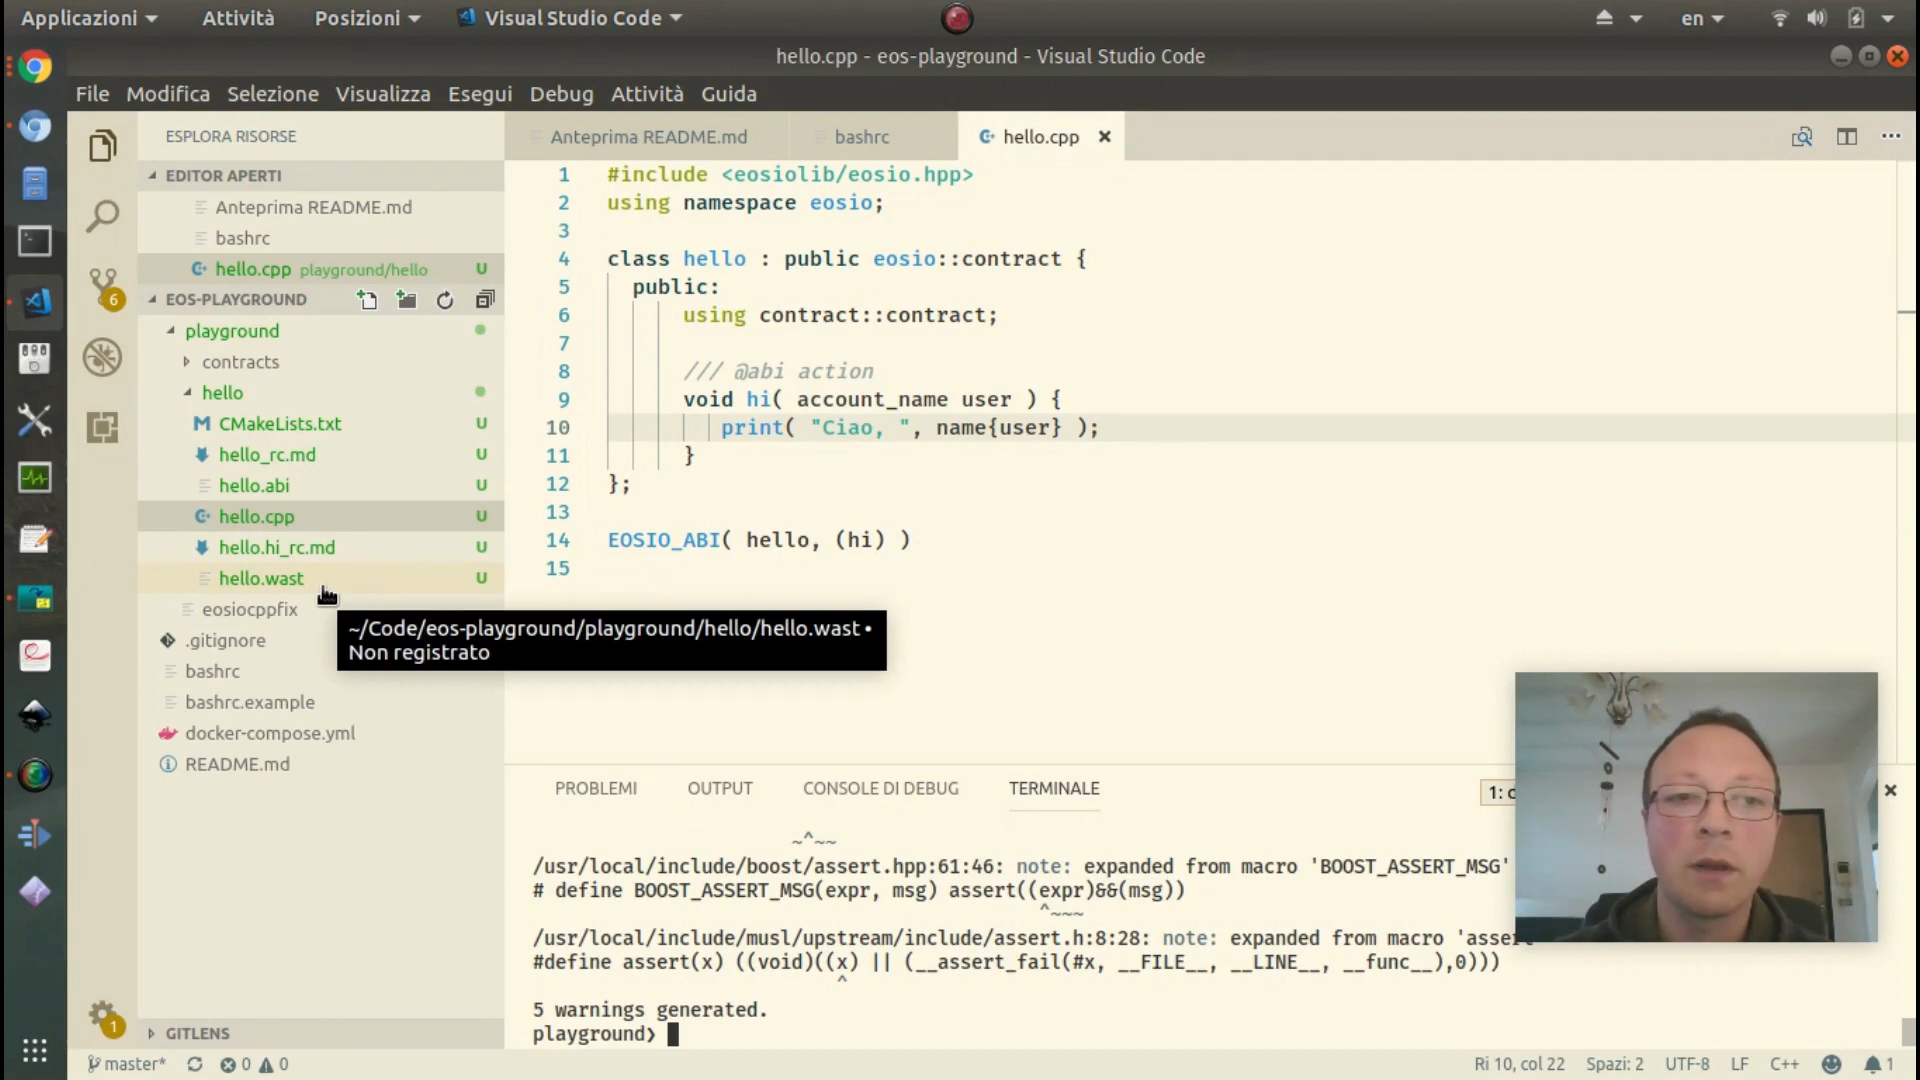 Applicazioni Attività Posizioni Visual Studio Code en
hello.cpp - eos-playground - Visual Studio Code
File Modifica Selezione Visualizza Esegui Debug Attività Guida
ESPLORA RISORSE
EDITOR APERTI
Anteprima README.md
bashrc
hello.cpp playground/hello U
EOS-PLAYGROUND
6
playground
contracts
hello
CMakeLists.txt U
hello_rc.md U
hello.abi U
hello.cpp U
hello.hi_rc.md U
hello.wast U
eosiocppfix
.gitignore
bashrc
bashrc.example
docker-compose.yml
README.md
GITLENS
1
~/Code/eos-playground/playground/hello/hello.wast •
Non registrato
Anteprima README.md bashrc hello.cpp
1 #include <eosiolib/eosio.hpp>
2 using namespace eosio;
3
4 class hello : public eosio::contract {
5 public:
6 using contract::contract;
7
8 /// @abi action
9 void hi( account_name user ) {
10 print( "Ciao, ", name{user} );
11 }
12 };
13
14 EOSIO_ABI( hello, (hi) )
15
PROBLEMI OUTPUT CONSOLE DI DEBUG TERMINALE
~^~~
/usr/local/include/boost/assert.hpp:61:46: note: expanded from macro 'BOOST_ASSERT_MSG'
# define BOOST_ASSERT_MSG(expr, msg) assert((expr)&&(msg))
^~~~
/usr/local/include/musl/upstream/include/assert.h:8:28: note: expanded from macro 'assert
#define assert(x) ((void)((x) || (__assert_fail(#x, __FILE__, __LINE__, __func__),0)))
^
5 warnings generated.
playground>
master* 0 0 Ri 10, col 22 Spazi: 2 UTF-8 LF C++ 1